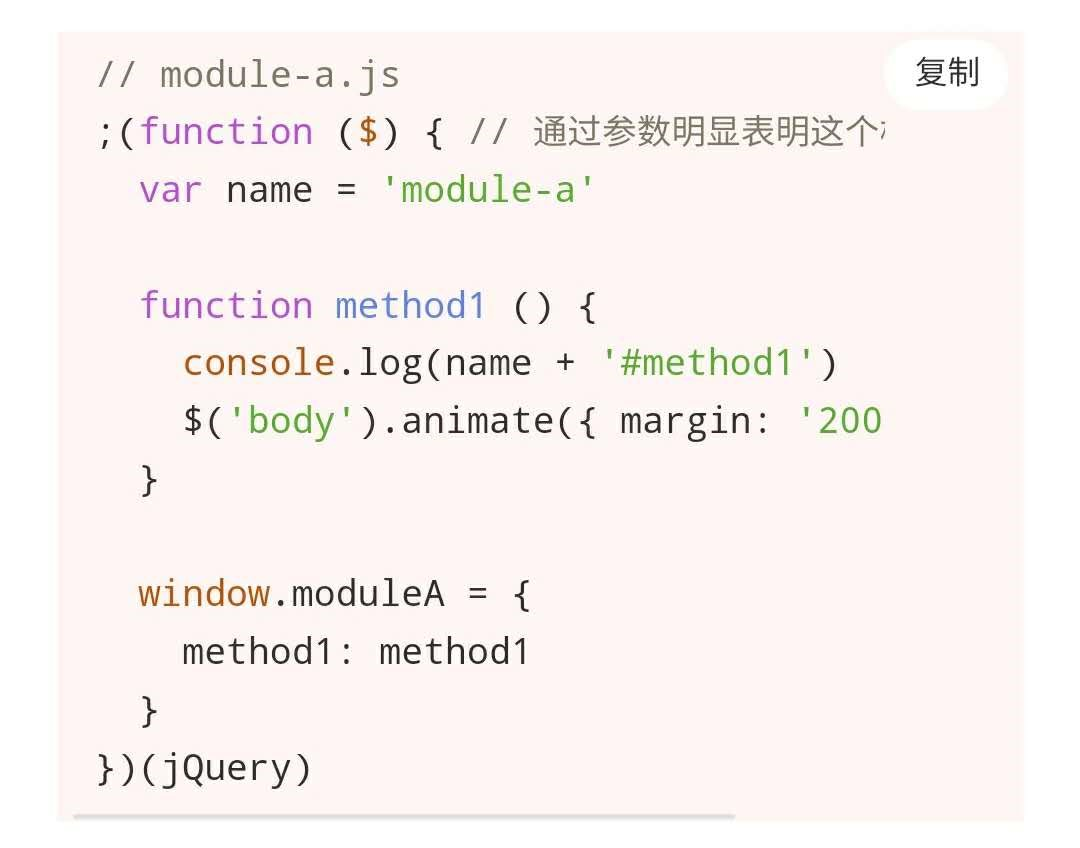 // module-a.js
复制
;(function ($) { // 通过参数明显表明这个
var name = 'module-a'
function method1 () {
console.log(name + '#method1')
$('body').animate({ margin: '200
}
window.moduleA = {
method1: method1
}
})(jQuery)